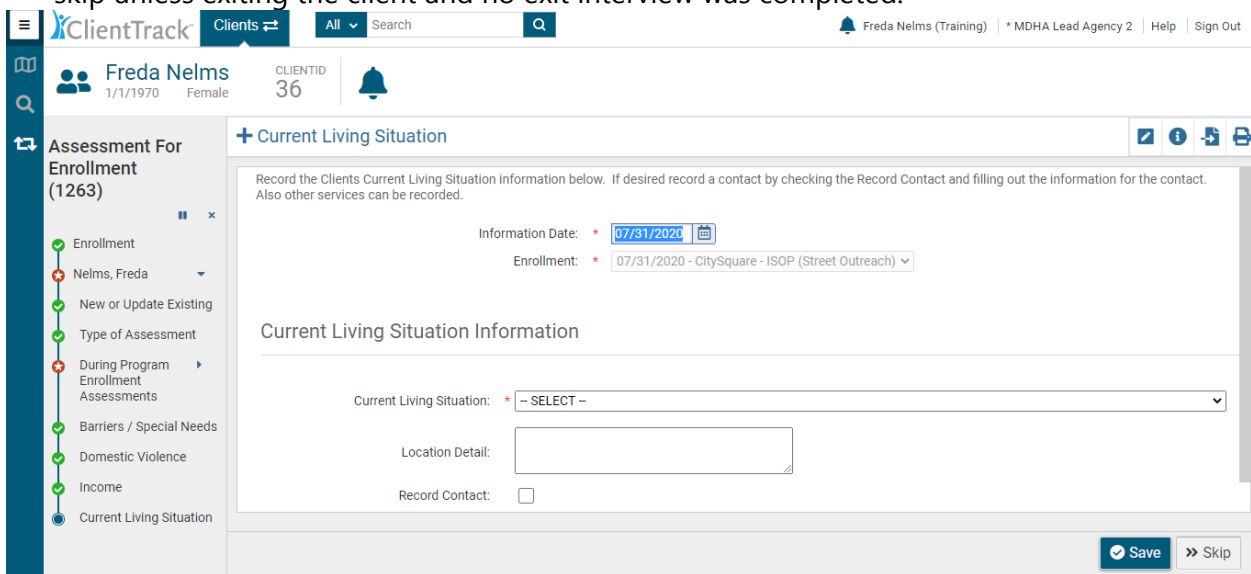 skip unless exiting the client and no exit interview was completed.
ClientTrack Clients All Search Freda Nelms (Training) * MDHA Lead Agency 2 Help Sign Out
Freda Nelms
1/1/1970 Female
CLIENTID
36
Assessment For
Enrollment
(1263)
Enrollment
Nelms, Freda
New or Update Existing
Type of Assessment
During Program
Enrollment
Assessments
Barriers / Special Needs
Domestic Violence
Income
Current Living Situation
+ Current Living Situation
Record the Clients Current Living Situation information below. If desired record a contact by checking the Record Contact and filling out the information for the contact.
Also other services can be recorded.
Information Date: * 07/31/2020
Enrollment: * 07/31/2020 - CitySquare - ISOP (Street Outreach)
Current Living Situation Information
Current Living Situation: * -- SELECT --
Location Detail:
Record Contact:
Save >> Skip